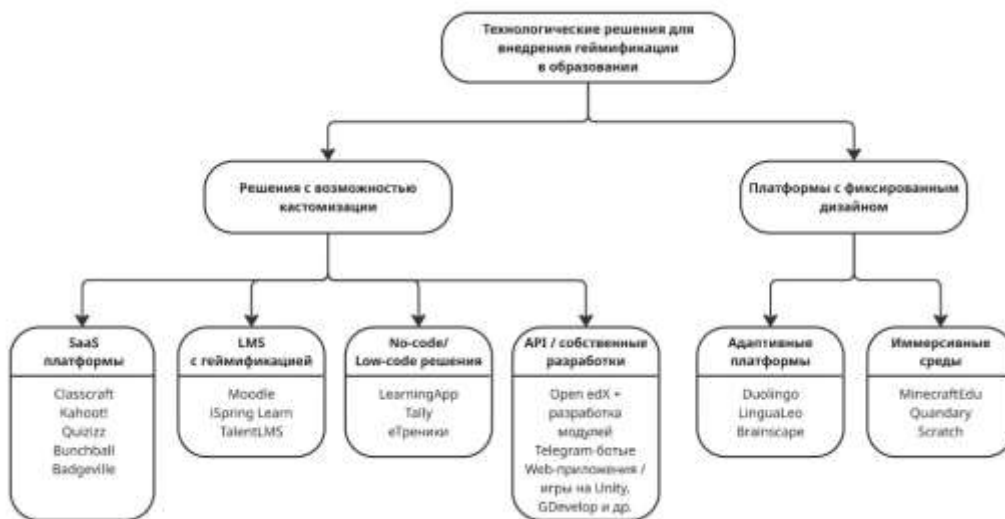 Технологические решения для
внедрения геймификации
в образовании
Решения с возможностью
кастомизации
Платформы с фиксированным
дизайном
SaaS
платформы
Classcraft
Kahoot!
Quizizz
Bunchball
Badgeville
LMS
с геймификацией
Moodle
iSpring Learn
TalentLMS
No-code/
Low-code решения
LearningApp
Tally
еТреники
API / собственные
разработки
Open edX +
разработка
модулей
Telegram-ботые
Web-приложения /
игры на Unity,
GDevelop и др.
Адаптивные
платформы
Duolingo
LinguaLeo
Brainscape
Иммерсивные
среды
MinecraftEdu
Quandary
Scratch